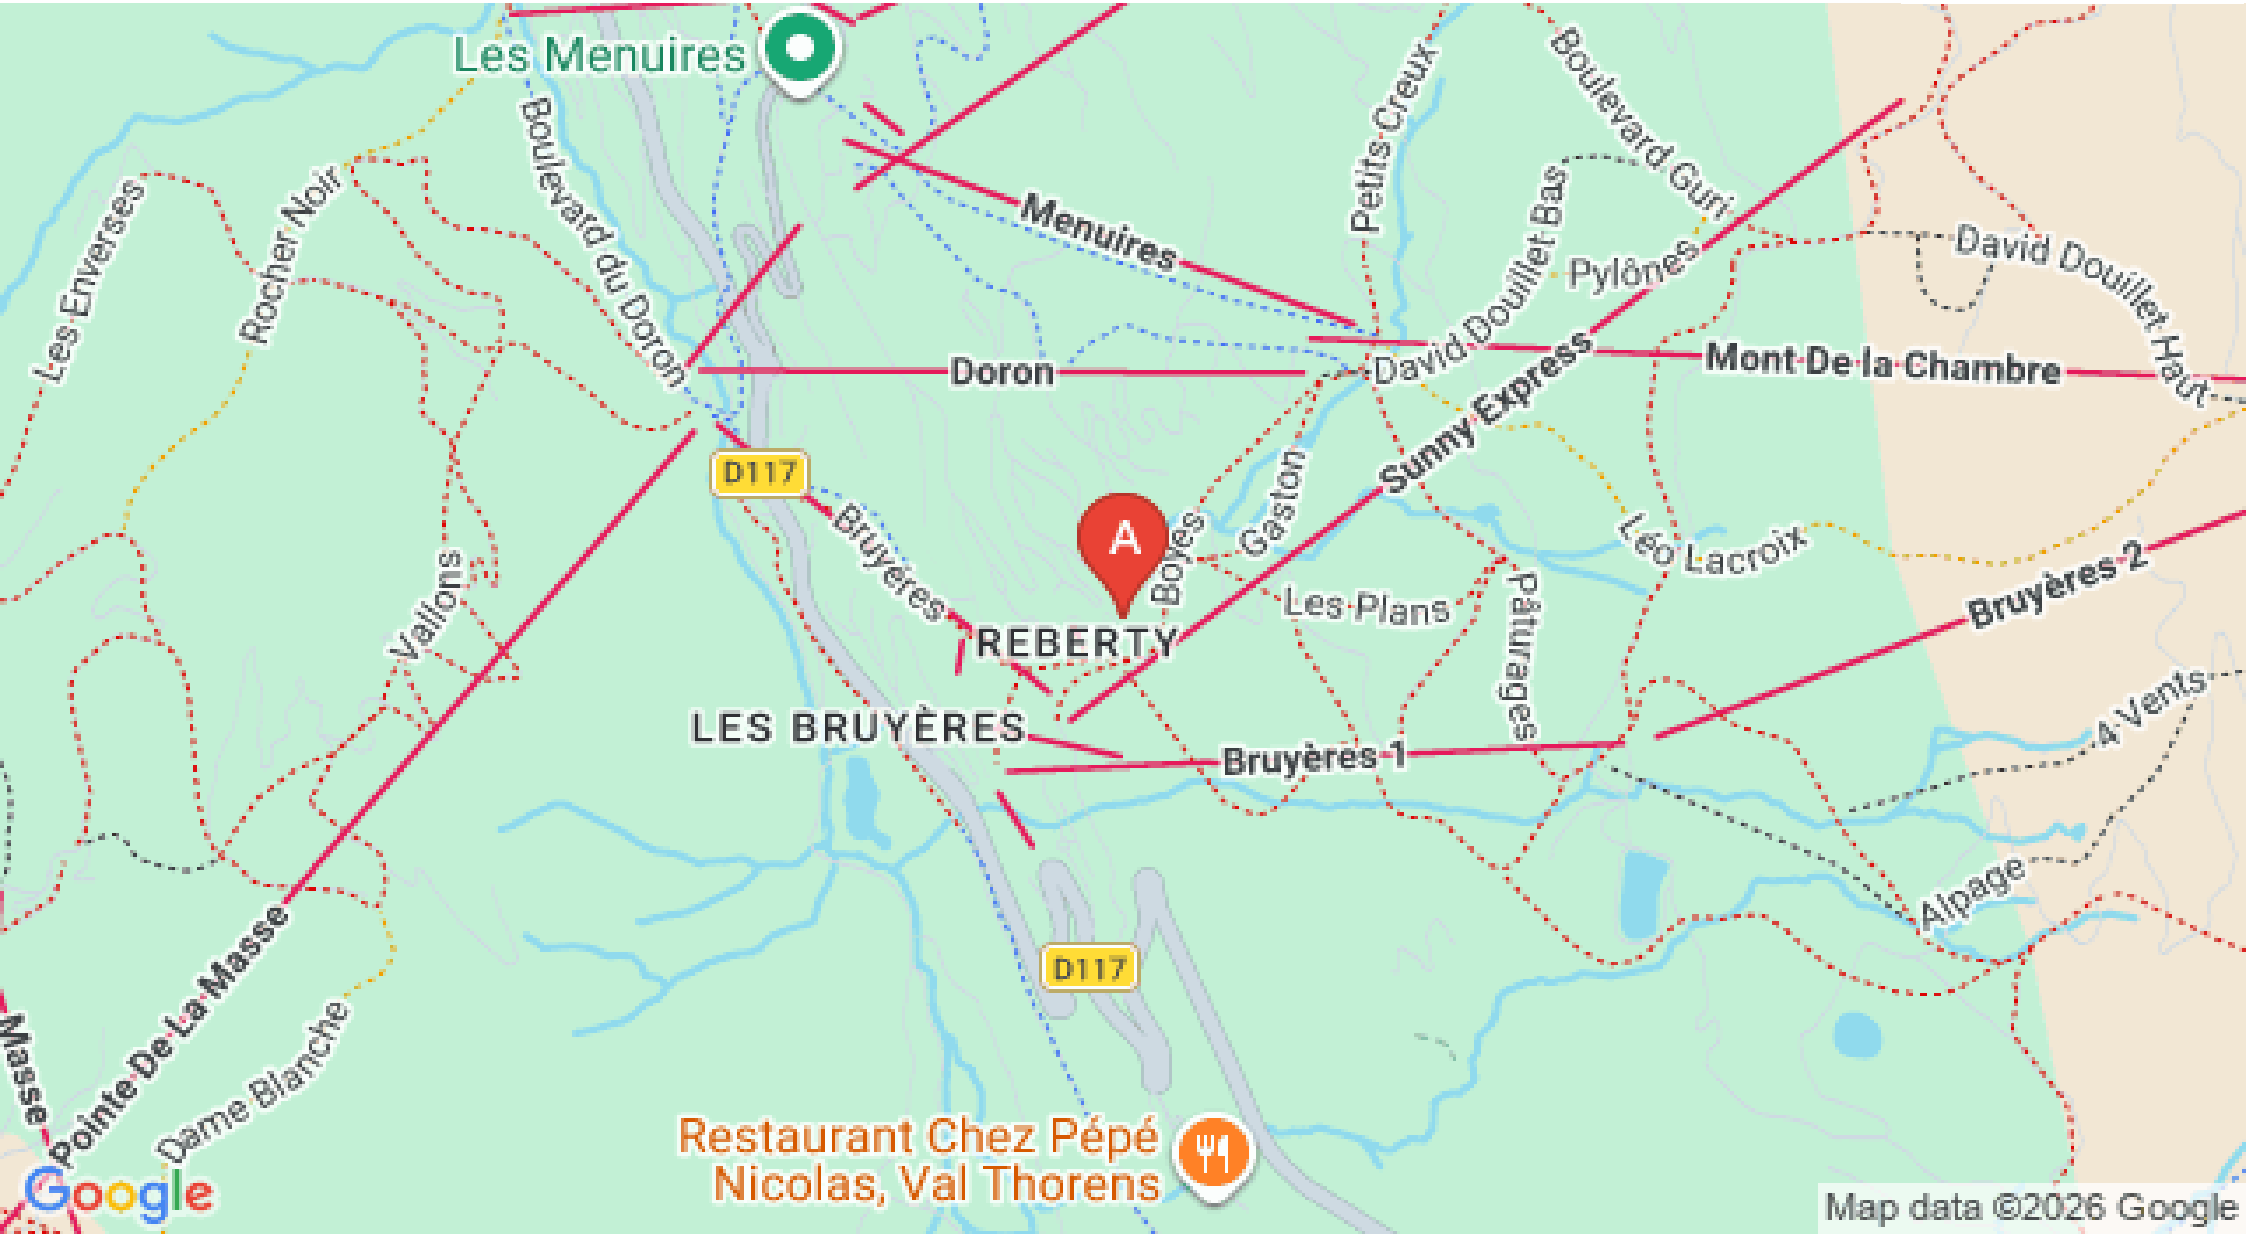 Les Menuires
Boulevard du Doron
Petits Creux
Boulevard Guri
Les Enverses
Rocher Noir
Menuires
David Douillet Bas
Pylônes
David Douillet Haut
Doron
Mont De la Chambre
Sunny Express
D117
Bruyères
A
Boyes
Gaston
Léo Lacroix
Bruyères 2
Vallons
Les Plans
Pâturages
REBERTY
LES BRUYÈRES
Bruyères 1
4 Vents
Alpage
Pointe De La Masse
Masse
Dame Blanche
D117
Restaurant Chez Pépé
Nicolas, Val Thorens
Google
Map data ©2026 Google